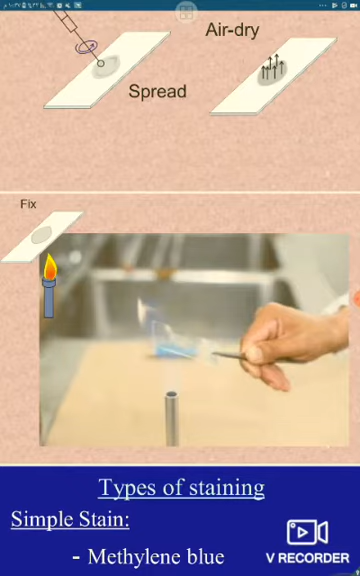 Air-dry
Spread
Fix
Types of staining
Simple Stain:
- Methylene blue
V RECORDER